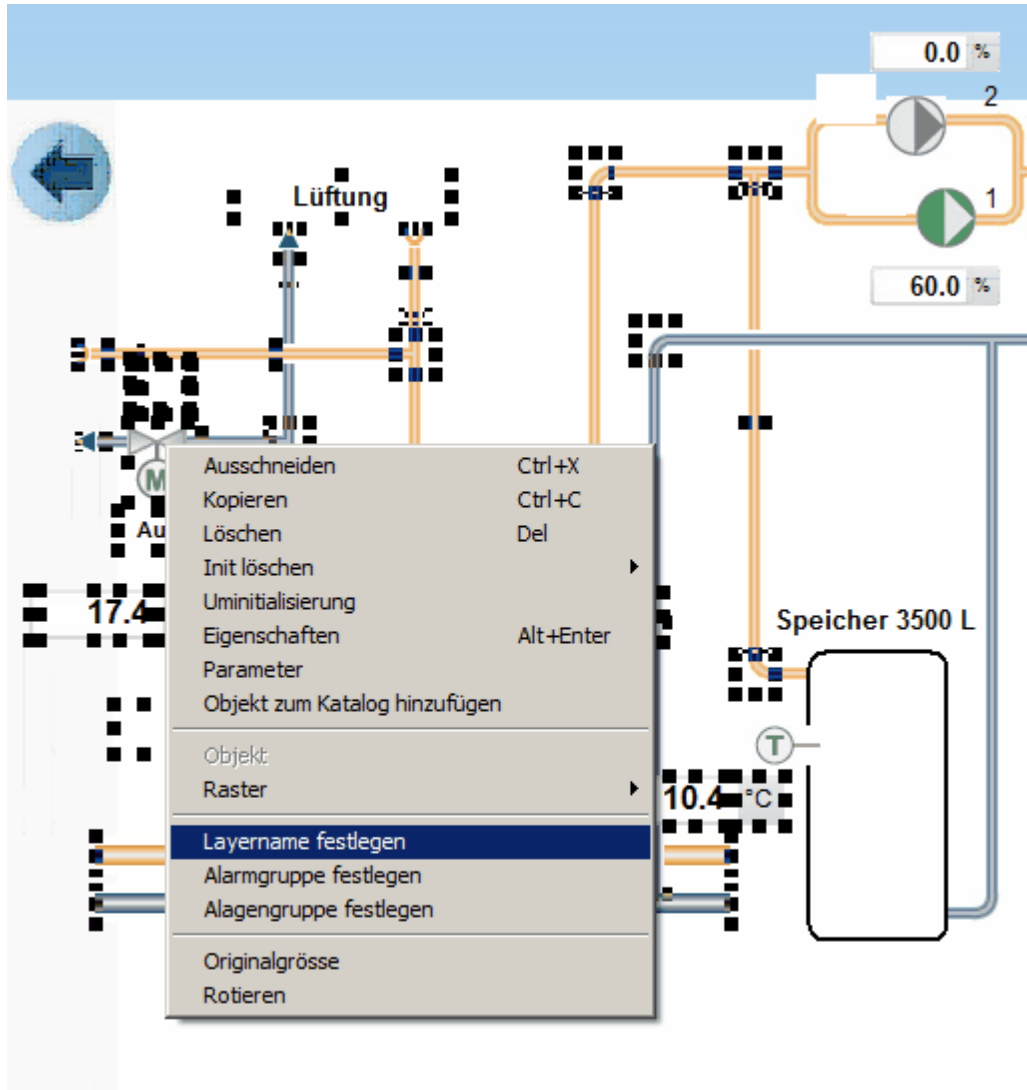 0.0 %
2
Lüftung
1
60.0 %
M
Au
17.4
Ausschneiden Ctrl+X
Kopieren Ctrl+C
Löschen Del
Init löschen
Uminitialisierung
Eigenschaften Alt+Enter
Parameter
Objekt zum Katalog hinzufügen
Objekt
Raster
Layername festlegen
Alarmgruppe festlegen
Alagengruppe festlegen
Originalgrösse
Rotieren
Speicher 3500 L
T
10.4 °C